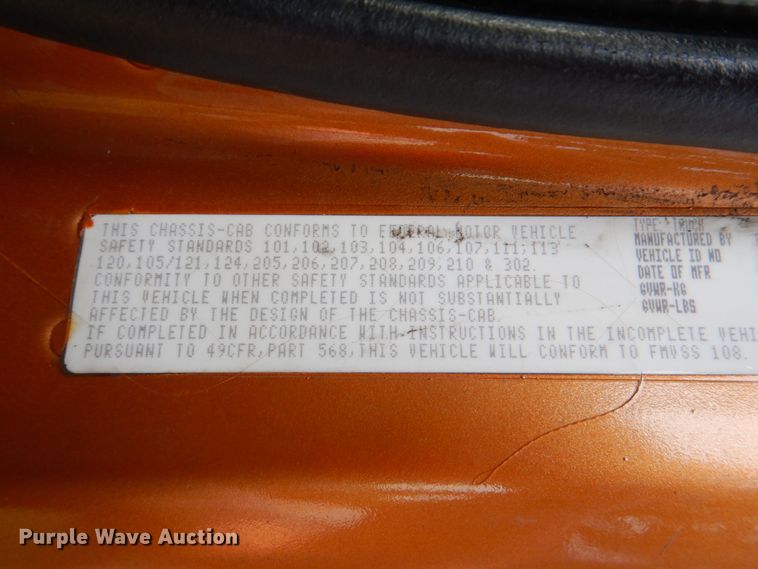 THIS CHASSIS-CAB CONFORMS TO FEDERAL MOTOR VEHICLE
SAFETY STANDARDS 101,102,103,104,106,107,111,113
120,105/121,124,205,206,207,208,209,210 & 302.
CONFORMITY TO OTHER SAFETY STANDARDS APPLICABLE TO
THIS VEHICLE WHEN COMPLETED IS NOT SUBSTANTIALLY
AFFECTED BY THE DESIGN OF THE CHASSIS-CAB.
IF COMPLETED IN ACCORDANCE WITH INSTRUCTIONS IN THE INCOMPLETE VEHI
PURSUANT TO 49CFR,PART 568,THIS VEHICLE WILL CONFORM TO FMVSS 108.
TYPE- TRUCK
MANUFACTURED BY
VEHICLE ID NO
DATE OF MFR
GVWR-KG
GVWR-LBS
Purple Wave Auction